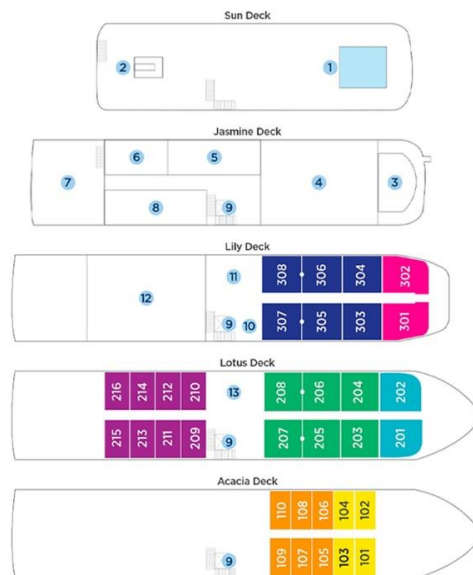 Sun Deck
2 1
Jasmine Deck
6 5
7 4 3
8 9
Lily Deck
11 308 306 304 302
12
9 10 307 305 303 301
Lotus Deck
216 214 212 210 13 208 206 204 202
215 213 211 209 9 207 205 203 201
Acacia Deck
110 108 106 104 102
9 109 107 105 103 101